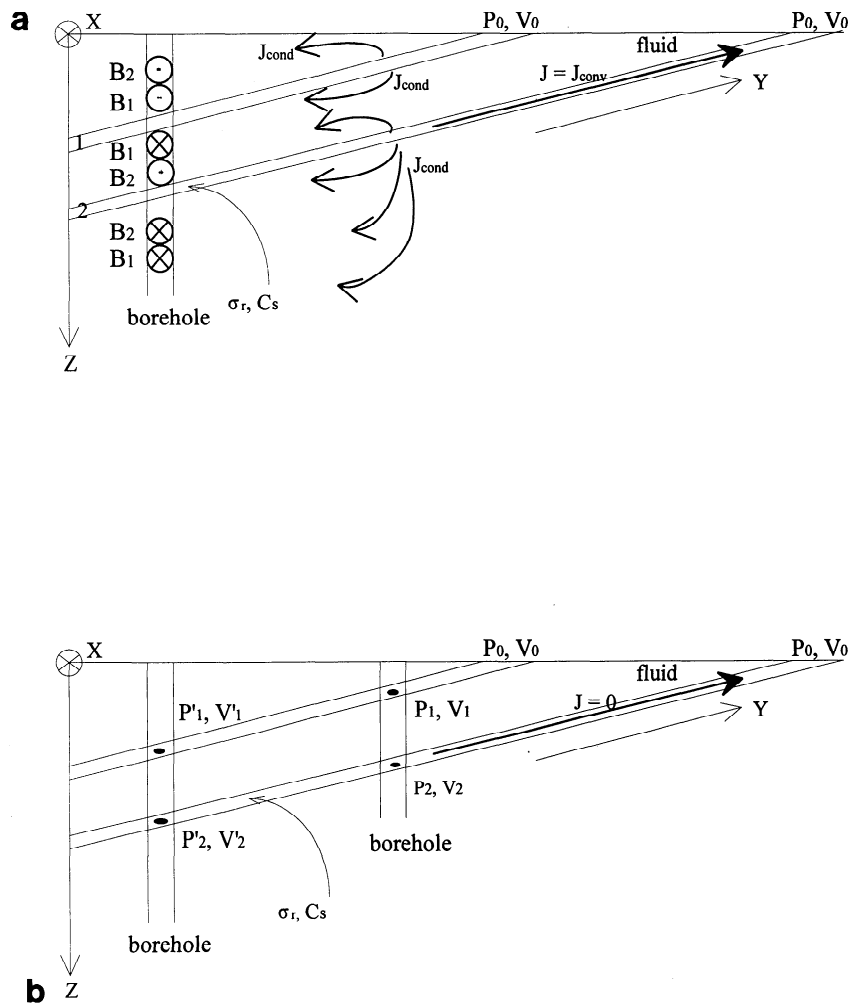 a
X
P0, V0
P0, V0
Jcond
fluid
B2
Jcond
J = Jconv
Y
B1
1
B1
Jcond
B2
2
B2
B1
σr, Cs
borehole
Z
X
P0, V0
P0, V0
fluid
P'1, V'1
P1, V1
J = 0
Y
P2, V2
P'2, V'2
borehole
σr, Cs
borehole
b
Z